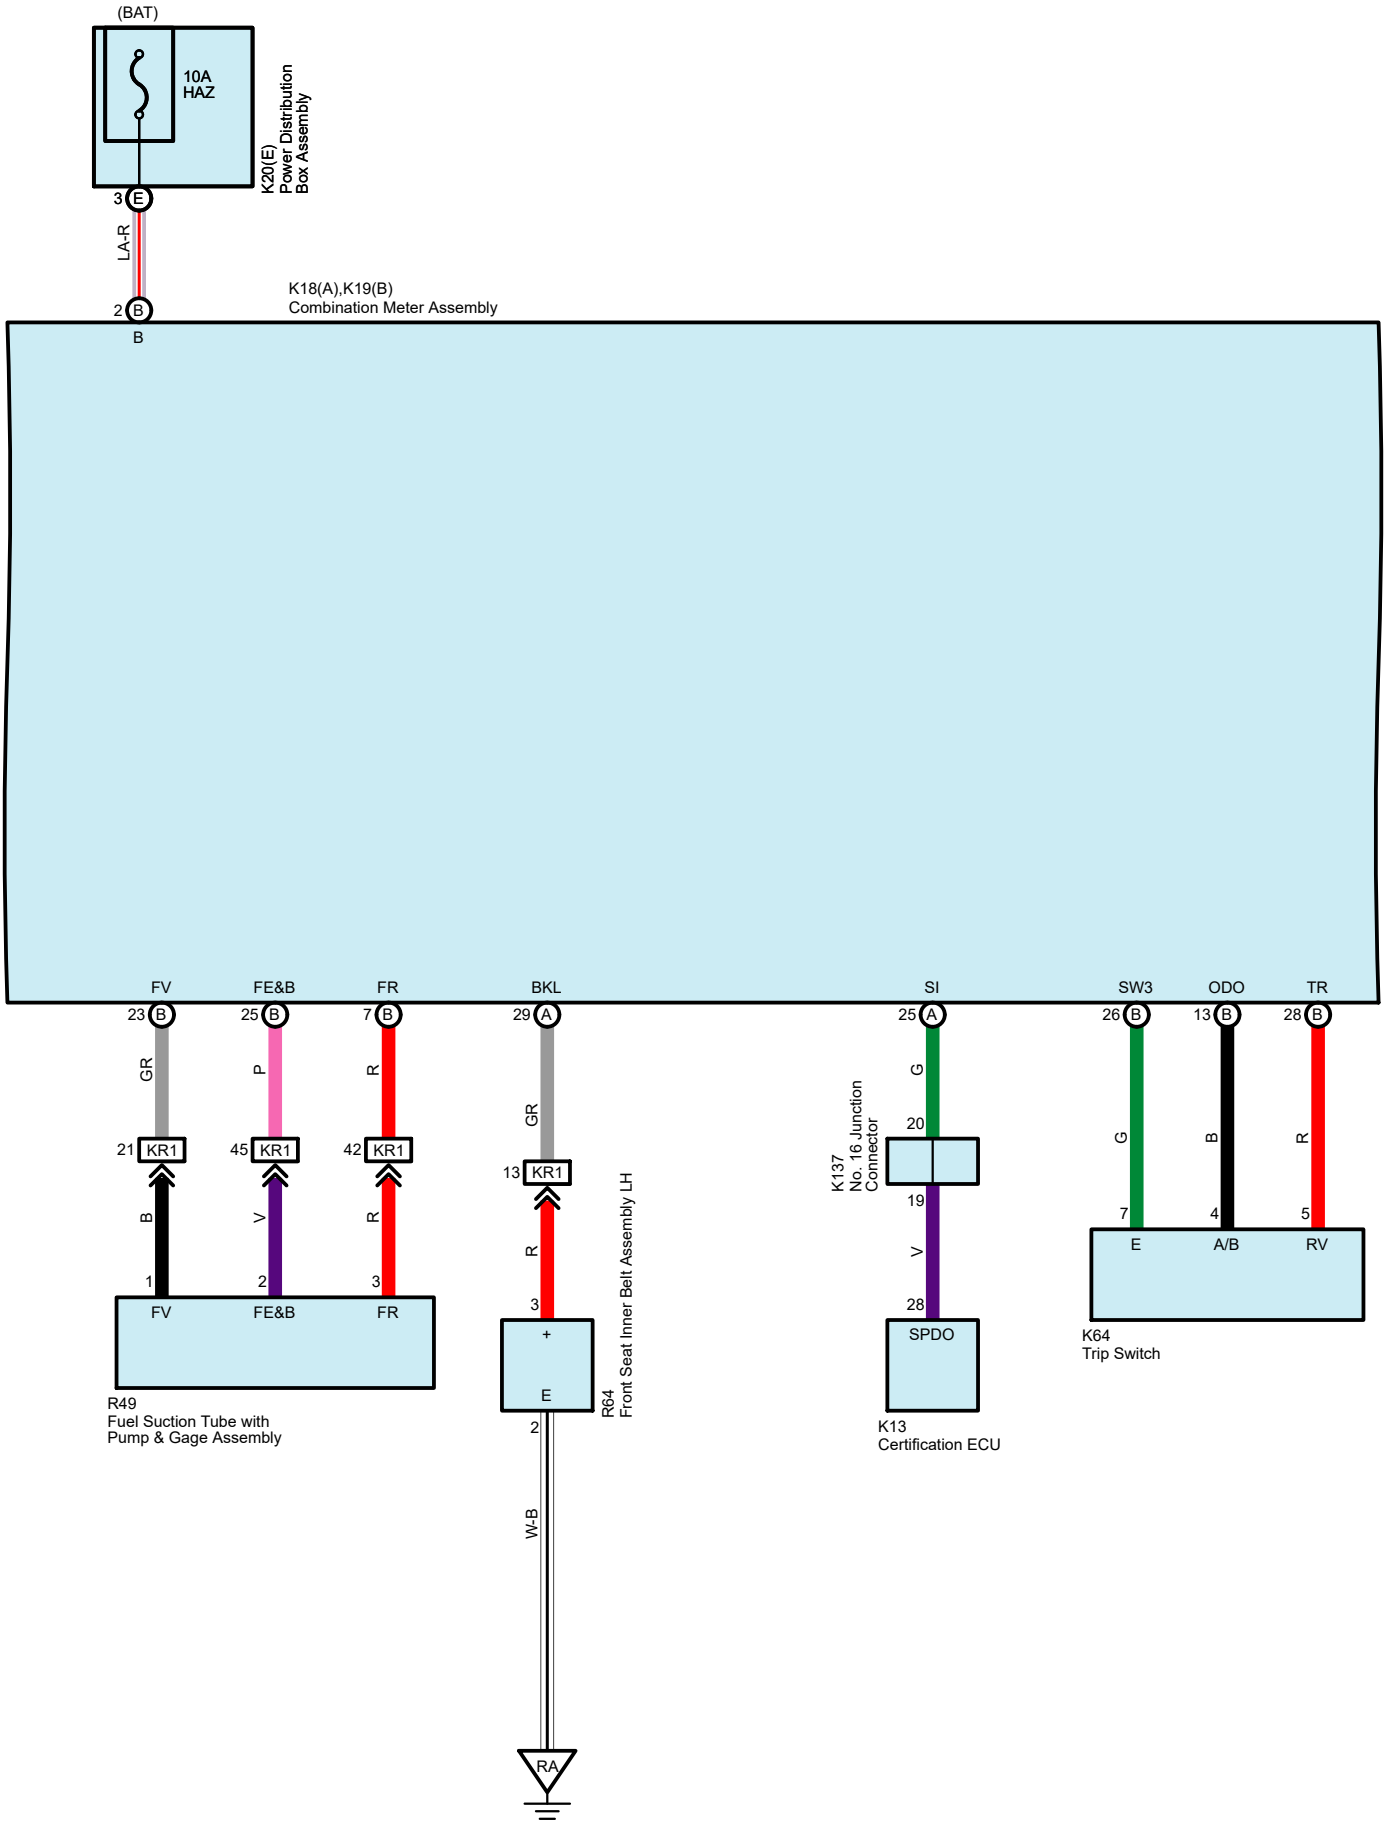 (BAT)
10A
HAZ
K20(E)
Power Distribution
Box Assembly
3 E
LA-R
K18(A),K19(B)
Combination Meter Assembly
2 B
B
FV FE&B FR BKL SI SW3 ODO TR
23 B 25 B 7 B 29 A 25 A 26 B 13 B 28 B
GR P R GR G G B R
21 KR1 45 KR1 42 KR1 13 KR1
20
K137
No. 16 Junction
Connector
19
B V R R V
7 4 5
E A/B RV
K64
Trip Switch
1 2 3
FV FE&B FR
R49
Fuel Suction Tube with
Pump & Gage Assembly
3
+
E
R64
Front Seat Inner Belt Assembly LH
2
28
SPDO
K13
Certification ECU
W-B
RA